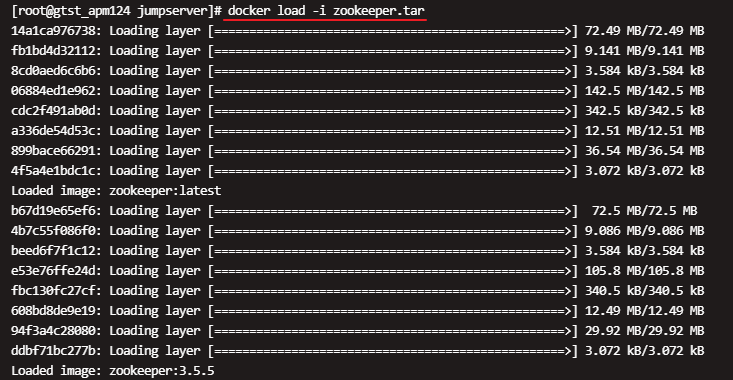 [root@gtst_apm124 jumpserver]# docker load -i zookeeper.tar
14a1ca976738: Loading layer [==================================================>] 72.49 MB/72.49 MB
fb1bd4d32112: Loading layer [==================================================>] 9.141 MB/9.141 MB
8cd0aed6c6b6: Loading layer [==================================================>] 3.584 kB/3.584 kB
06884ed1e962: Loading layer [==================================================>] 142.5 MB/142.5 MB
cdc2f491ab0d: Loading layer [==================================================>] 342.5 kB/342.5 kB
a336de54d53c: Loading layer [==================================================>] 12.51 MB/12.51 MB
899bace66291: Loading layer [==================================================>] 36.54 MB/36.54 MB
4f5a4e1bdc1c: Loading layer [==================================================>] 3.072 kB/3.072 kB
Loaded image: zookeeper:latest
b67d19e65ef6: Loading layer [==================================================>]  72.5 MB/72.5 MB
4b7c55f086f0: Loading layer [==================================================>] 9.086 MB/9.086 MB
beed6f7f1c12: Loading layer [==================================================>] 3.584 kB/3.584 kB
e53e76ffe24d: Loading layer [==================================================>] 105.8 MB/105.8 MB
fbc130fc27cf: Loading layer [==================================================>] 340.5 kB/340.5 kB
608bd8de9e19: Loading layer [==================================================>] 12.49 MB/12.49 MB
94f3a4c28080: Loading layer [==================================================>] 29.92 MB/29.92 MB
ddbf71bc277b: Loading layer [==================================================>] 3.072 kB/3.072 kB
Loaded image: zookeeper:3.5.5